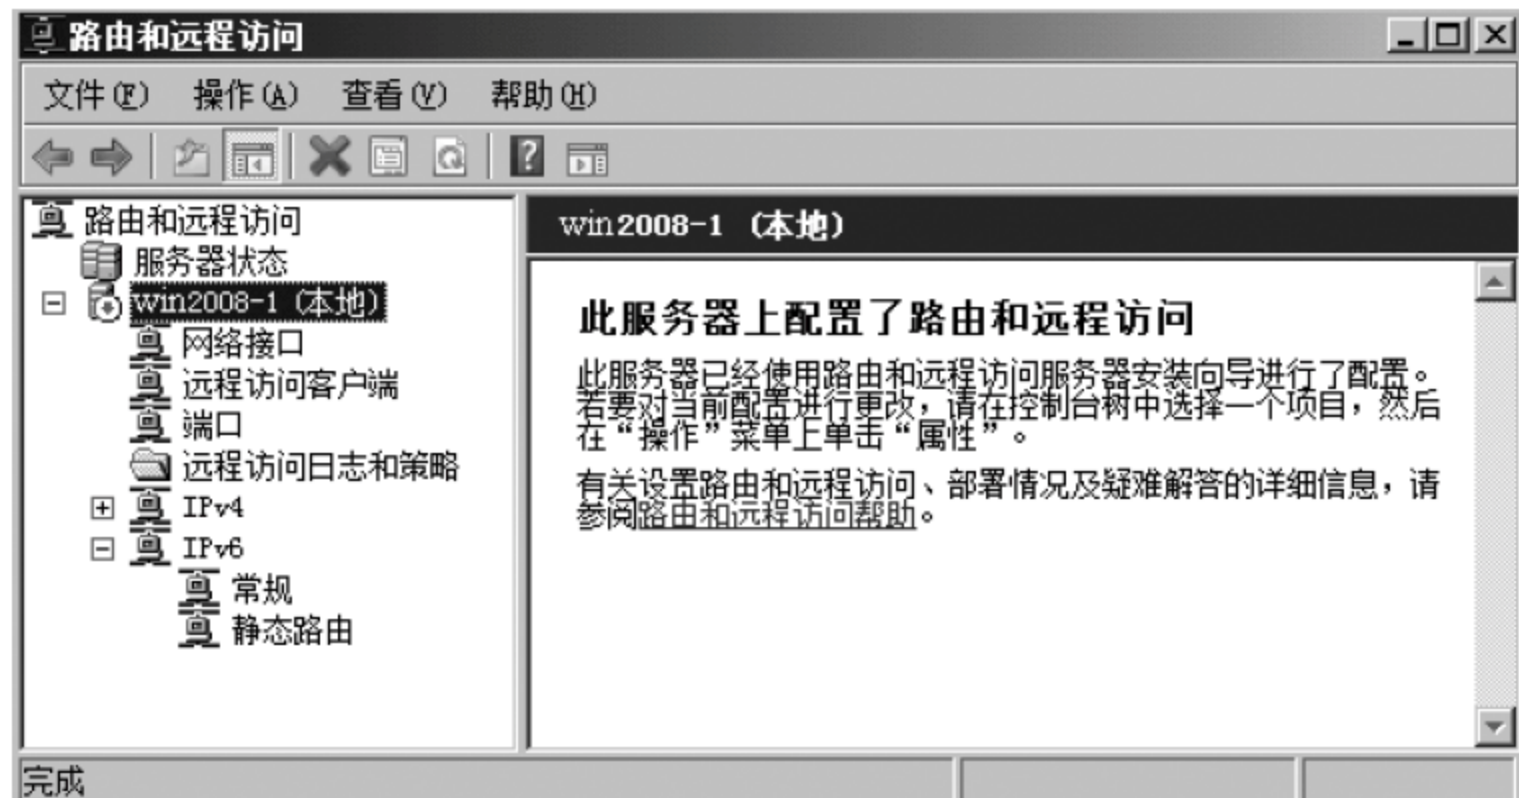 路由和远程访问
文件(F) 操作(A) 查看(V) 帮助(H)
路由和远程访问
服务器状态
win2008-1 (本地)
网络接口
远程访问客户端
端口
远程访问日志和策略
IPv4
IPv6
常规
静态路由
win2008-1 (本地)
此服务器上配置了路由和远程访问
此服务器已经使用路由和远程访问服务器安装向导进行了配置。
若要对当前配置进行更改,请在控制台树中选择一个项目,然后
在“操作”菜单上单击“属性”。
有关设置路由和远程访问、部署情况及疑难解答的详细信息,请
参阅路由和远程访问帮助。
完成